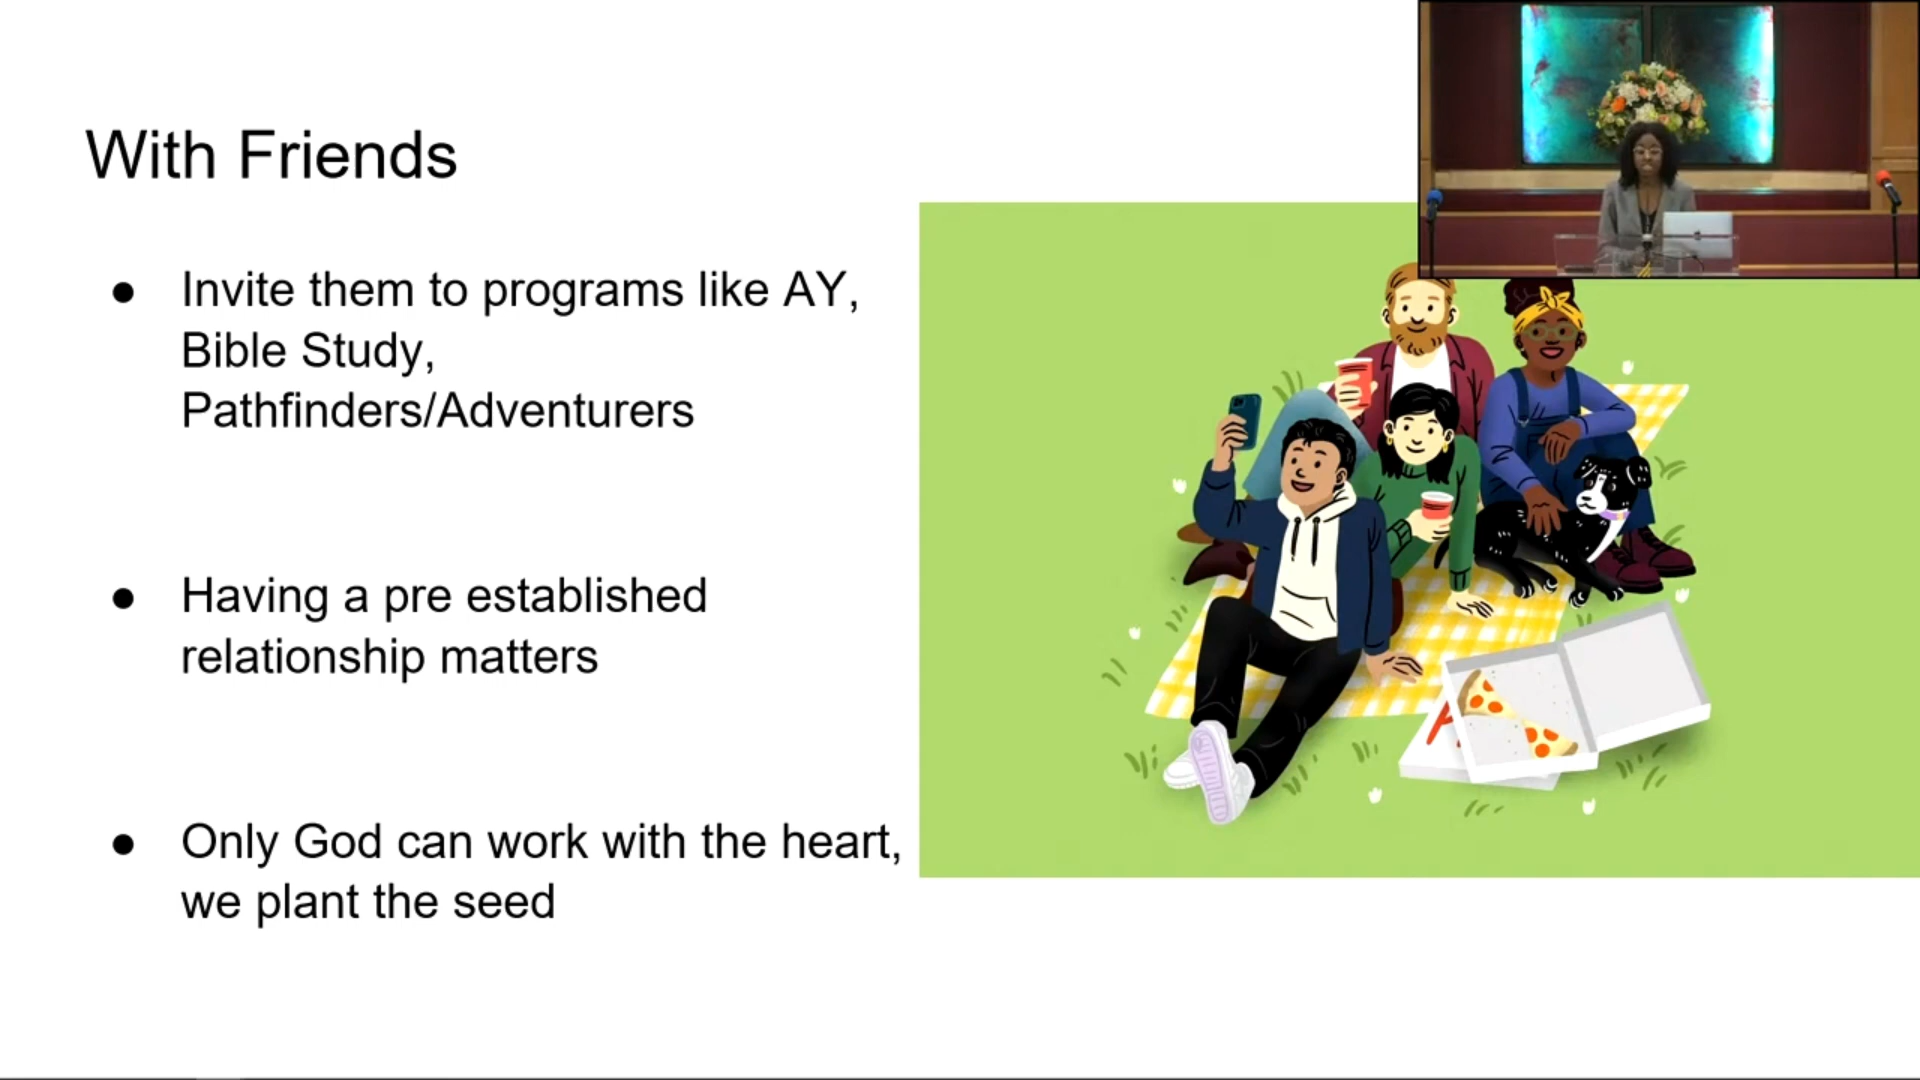 With Friends
● Invite them to programs like AY,
Bible Study,
Pathfinders/Adventurers
● Having a pre established
relationship matters
● Only God can work with the heart,
we plant the seed